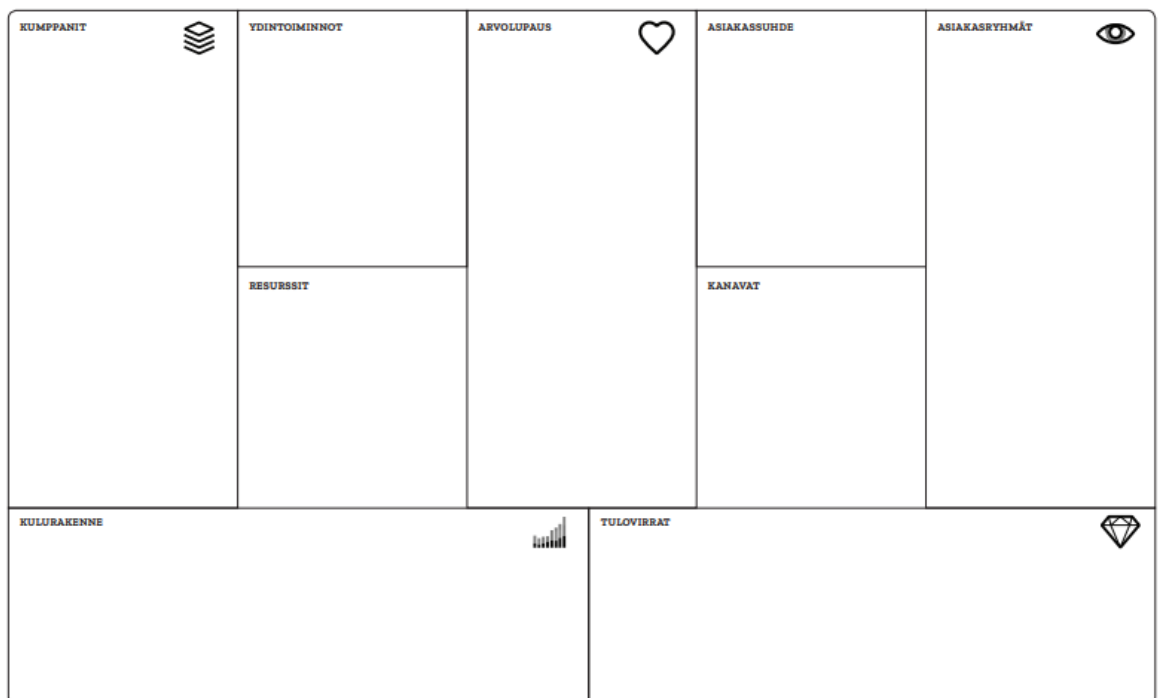 KUMPPANIT
YDINTOIMINNOT
ARVOLUPAUS
ASIAKASSUHDE
ASIAKASRYHMÄT
RESURSSIT
KANAVAT
KULURAKENNE
TULOVIRRAT